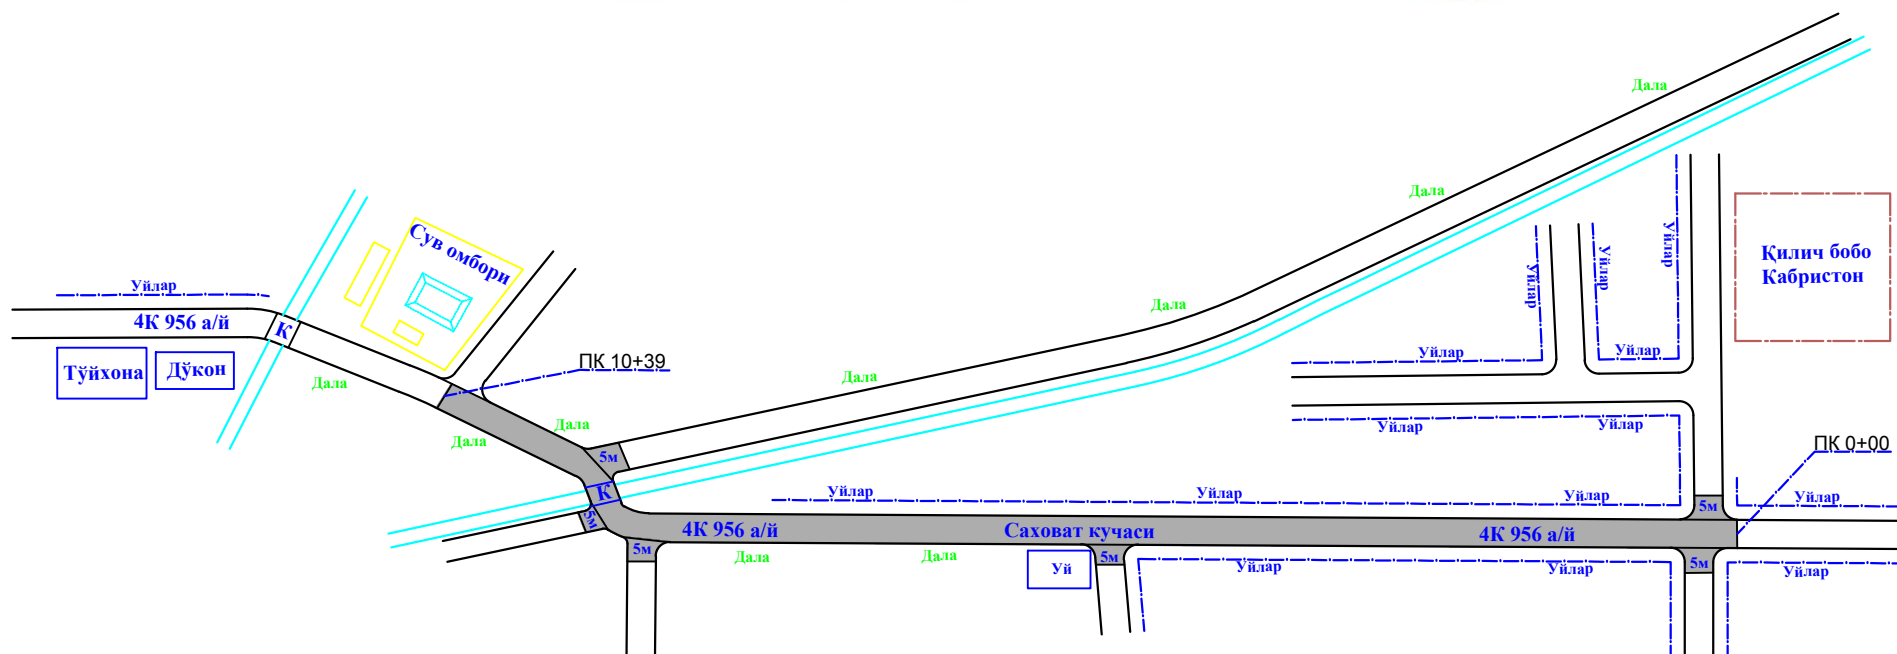 Дала
Дала
Сув омбори
Уйлар
Уйлар
Уйлар
Уйлар
Қилич бобо
Кабристон
Уйлар
4К 956 а/й
К
Дала
Тўйхона
Дўкон
ПК 10+39
Дала
Дала
Уйлар
Уйлар
Дала
Дала
Уйлар
Уйлар
ПК 0+00
5м
К
5м
Уйлар
Уйлар
Уйлар
Уйлар
5м
4К 956 а/й
Саховат кучаси
4К 956 а/й
5м
Дала
Дала
Уй
5м
Уйлар
Уйлар
5м
Уйлар